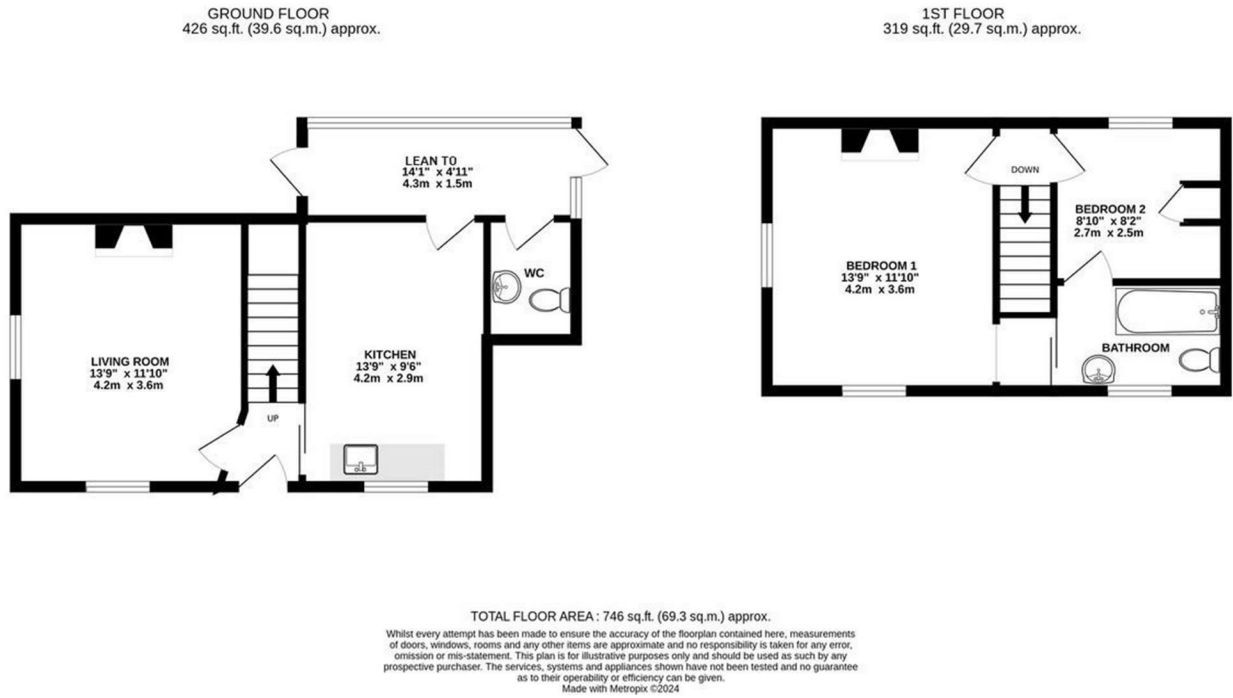 GROUND FLOOR
426 sq.ft. (39.6 sq.m.) approx.
1ST FLOOR
319 sq.ft. (29.7 sq.m.) approx.
LEAN TO
14'1" x 4'11"
4.3m x 1.5m
WC
LIVING ROOM
13'9" x 11'10"
4.2m x 3.6m
KITCHEN
13'9" x 9'6"
4.2m x 2.9m
UP
DOWN
BEDROOM 2
8'10" x 8'2"
2.7m x 2.5m
BEDROOM 1
13'9" x 11'10"
4.2m x 3.6m
BATHROOM
TOTAL FLOOR AREA : 746 sq.ft. (69.3 sq.m.) approx.
Whilst every attempt has been made to ensure the accuracy of the floorplan contained here, measurements
of doors, windows, rooms and any other items are approximate and no responsibility is taken for any error,
omission or mis-statement. This plan is for illustrative purposes only and should be used as such by any
prospective purchaser. The services, systems and appliances shown have not been tested and no guarantee
as to their operability or efficiency can be given.
Made with Metropix ©2024